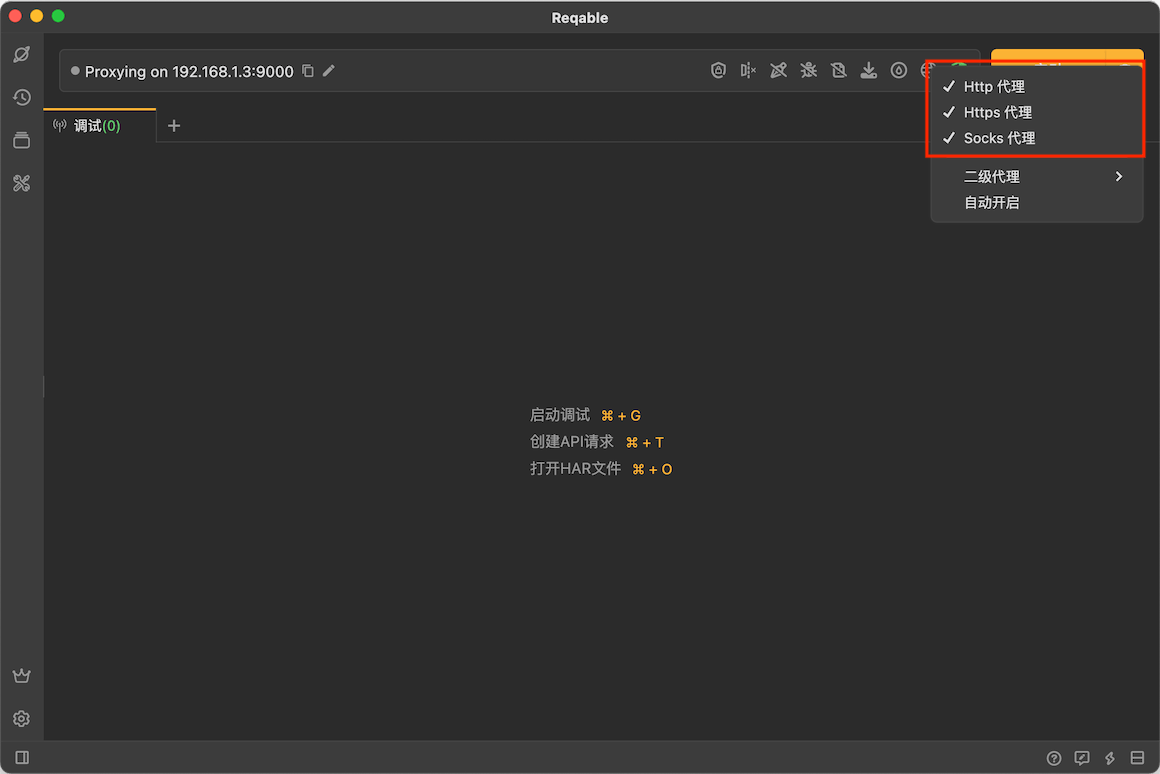 Reqable
Proxying on 192.168.1.3:9000
调试(0)
Http 代理
Https 代理
Socks 代理
二级代理
自动开启
启动调试 ⌘ + G
创建API请求 ⌘ + T
打开HAR文件 ⌘ + O